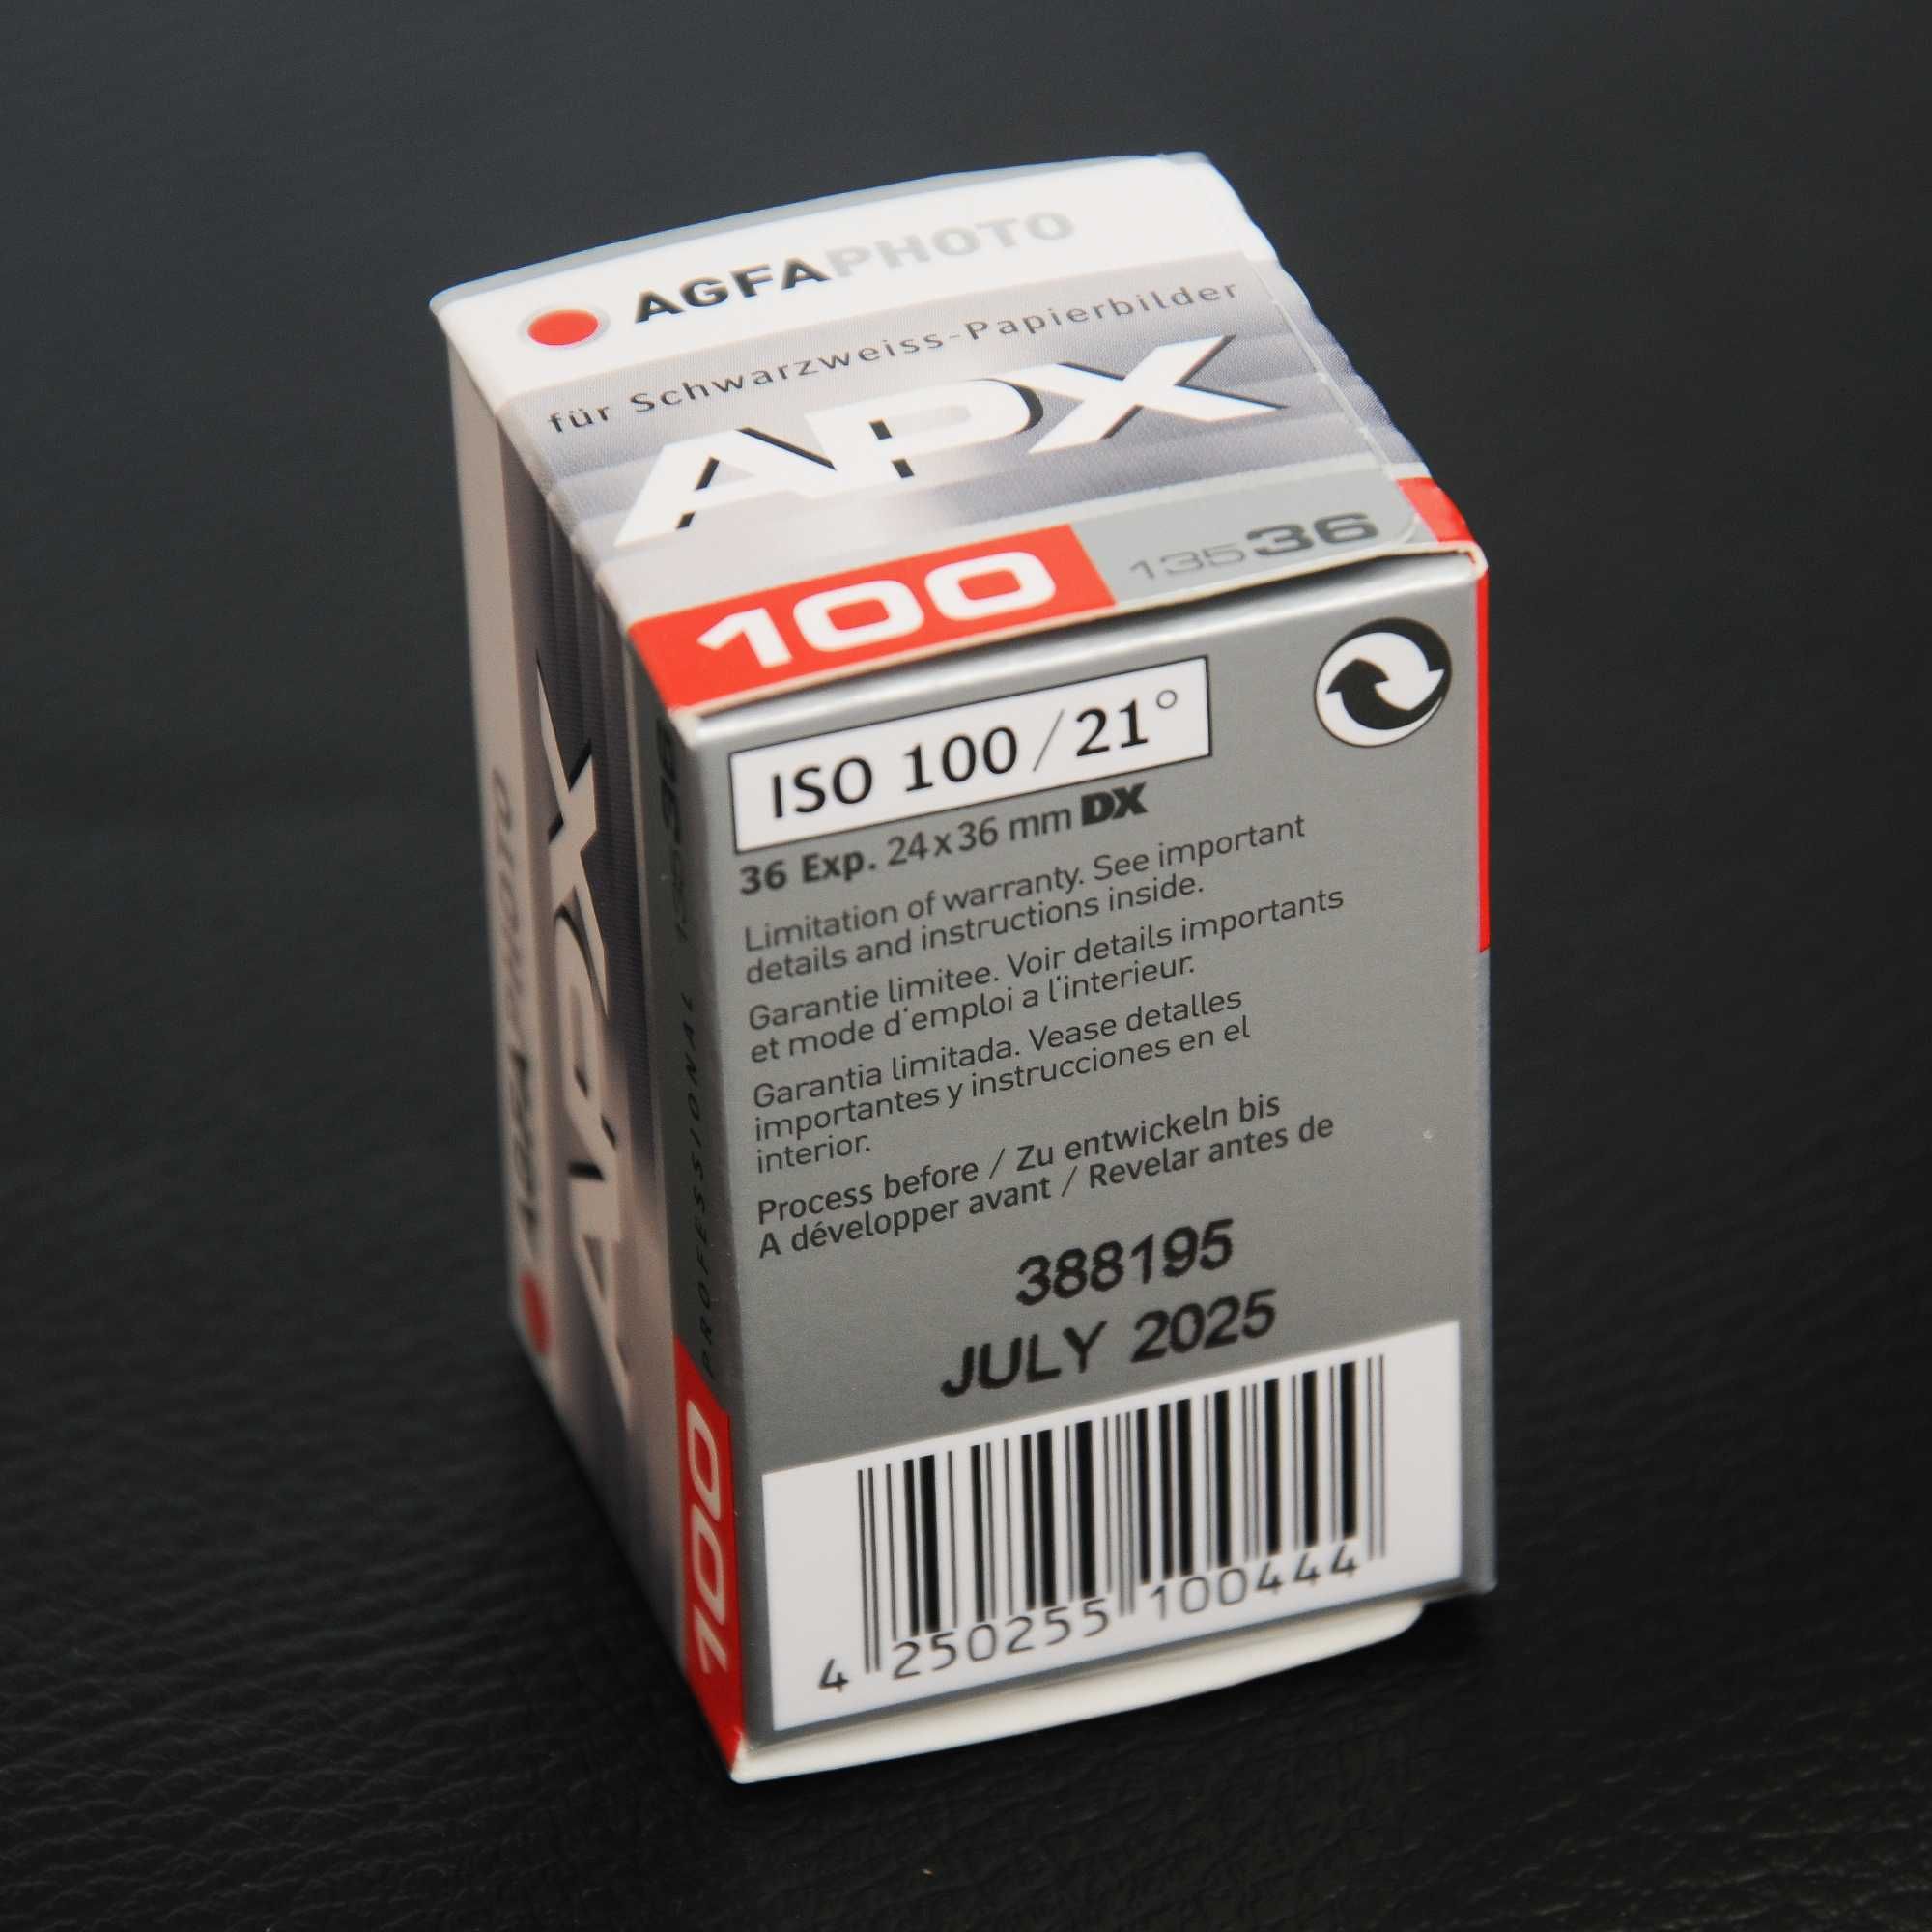 AGFAPHOTO
für Schwarzweiss-Papierbilder
APX
100
135 36
ISO 100/21°
36 Exp. 24x36 mm DX
Limitation of warranty. See important
details and instructions inside.
Garantie limitee. Voir details importants
et mode d'emploi a l'interieur.
Garantia limitada. Vease detalles
importantes y instrucciones en el
interior.
Process before / Zu entwickeln bis
A développer avant / Revelar antes de
388195
JULY 2025
4 250255 100444
AGFAPHOTO
APX
PROFESSIONAL 135 36
100